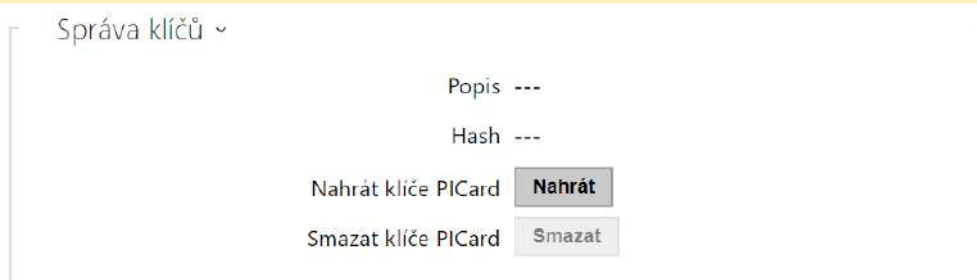 Správa klíčů
Popis ---
Hash ---
Nahrát klíče PICard Nahrát
Smazat klíče PICard Smazat